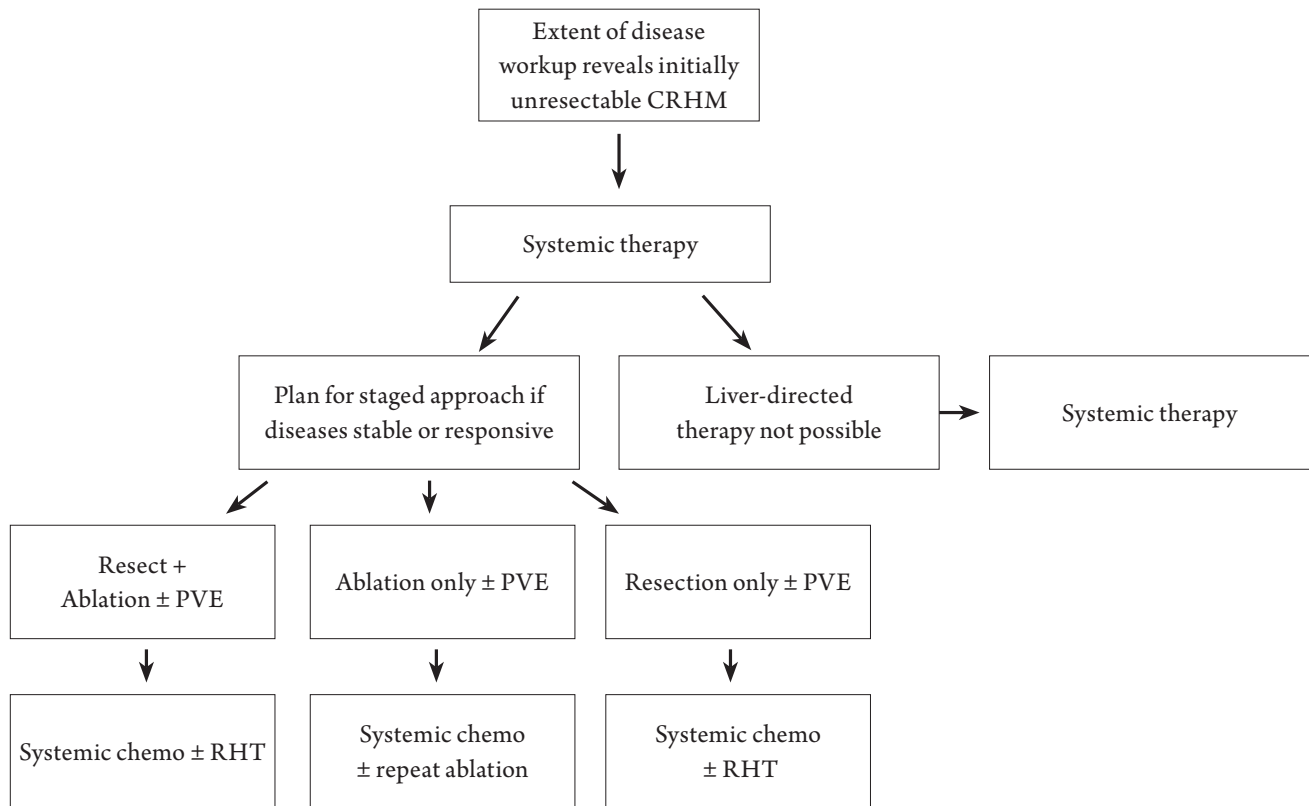 Extent of disease
workup reveals initially
unresectable CRHM
Systemic therapy
Plan for staged approach if
diseases stable or responsive
Liver-directed
therapy not possible
Systemic therapy
Resect +
Ablation ± PVE
Ablation only ± PVE
Resection only ± PVE
Systemic chemo ± RHT
Systemic chemo
± repeat ablation
Systemic chemo
± RHT